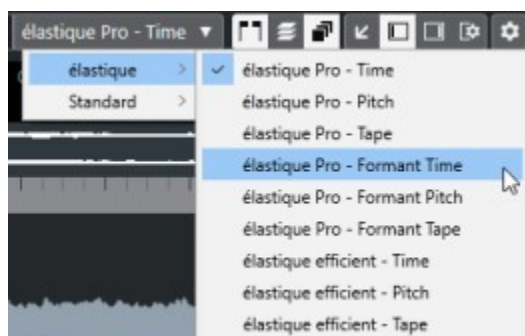 élastique Pro - Time
élastique
Standard
élastique Pro - Time
élastique Pro - Pitch
élastique Pro - Tape
élastique Pro - Formant Time
élastique Pro - Formant Pitch
élastique Pro - Formant Tape
élastique efficient - Time
élastique efficient - Pitch
élastique efficient - Tape